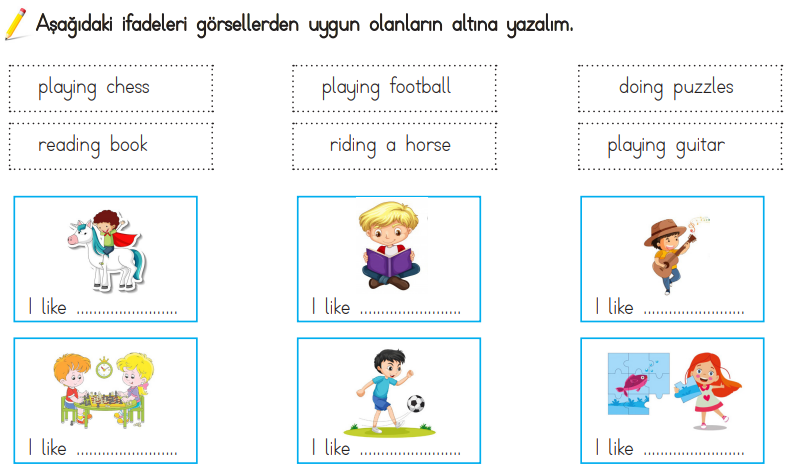 Aşağıdaki ifadeleri görsellerden uygun olanların altına yazalım.
playing chess
playing football
doing puzzles
reading book
riding a horse
playing guitar
I like ........................
I like ........................
I like ........................
I like ........................
I like ........................
I like ........................